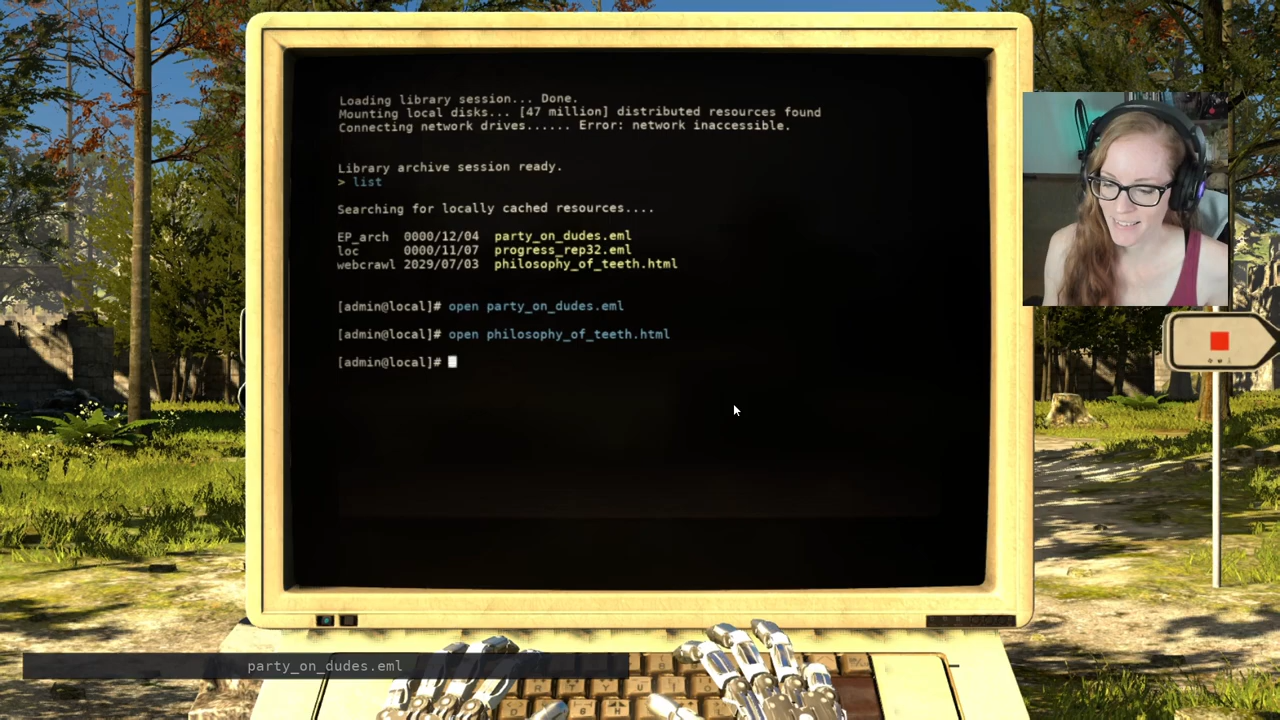 Loading library session... Done.
Mounting local disks... [47 million] distributed resources found
Connecting network drives...... Error: network inaccessible.
Library archive session ready.
> list
Searching for locally cached resources....
EP_arch 0000/12/04 party_on_dudes.eml
loc 0000/11/07 progress_rep32.eml
webcrawl 2029/07/03 philosophy_of_teeth.html
[admin@local]# open party_on_dudes.eml
[admin@local]# open philosophy_of_teeth.html
[admin@local]#
party_on_dudes.eml